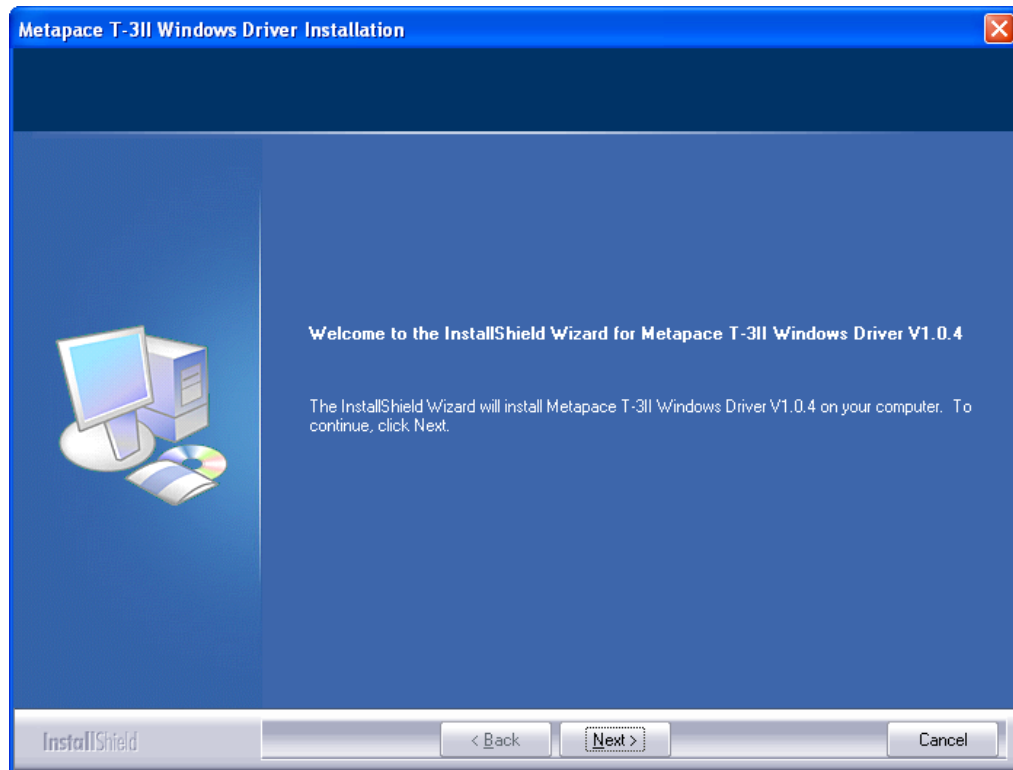 Metapace T-3II Windows Driver Installation
Welcome to the InstallShield Wizard for Metapace T-3II Windows Driver V1.0.4
The InstallShield Wizard will install Metapace T-3II Windows Driver V1.0.4 on your computer. To
continue, click Next.
InstallShield
< Back
Next >
Cancel